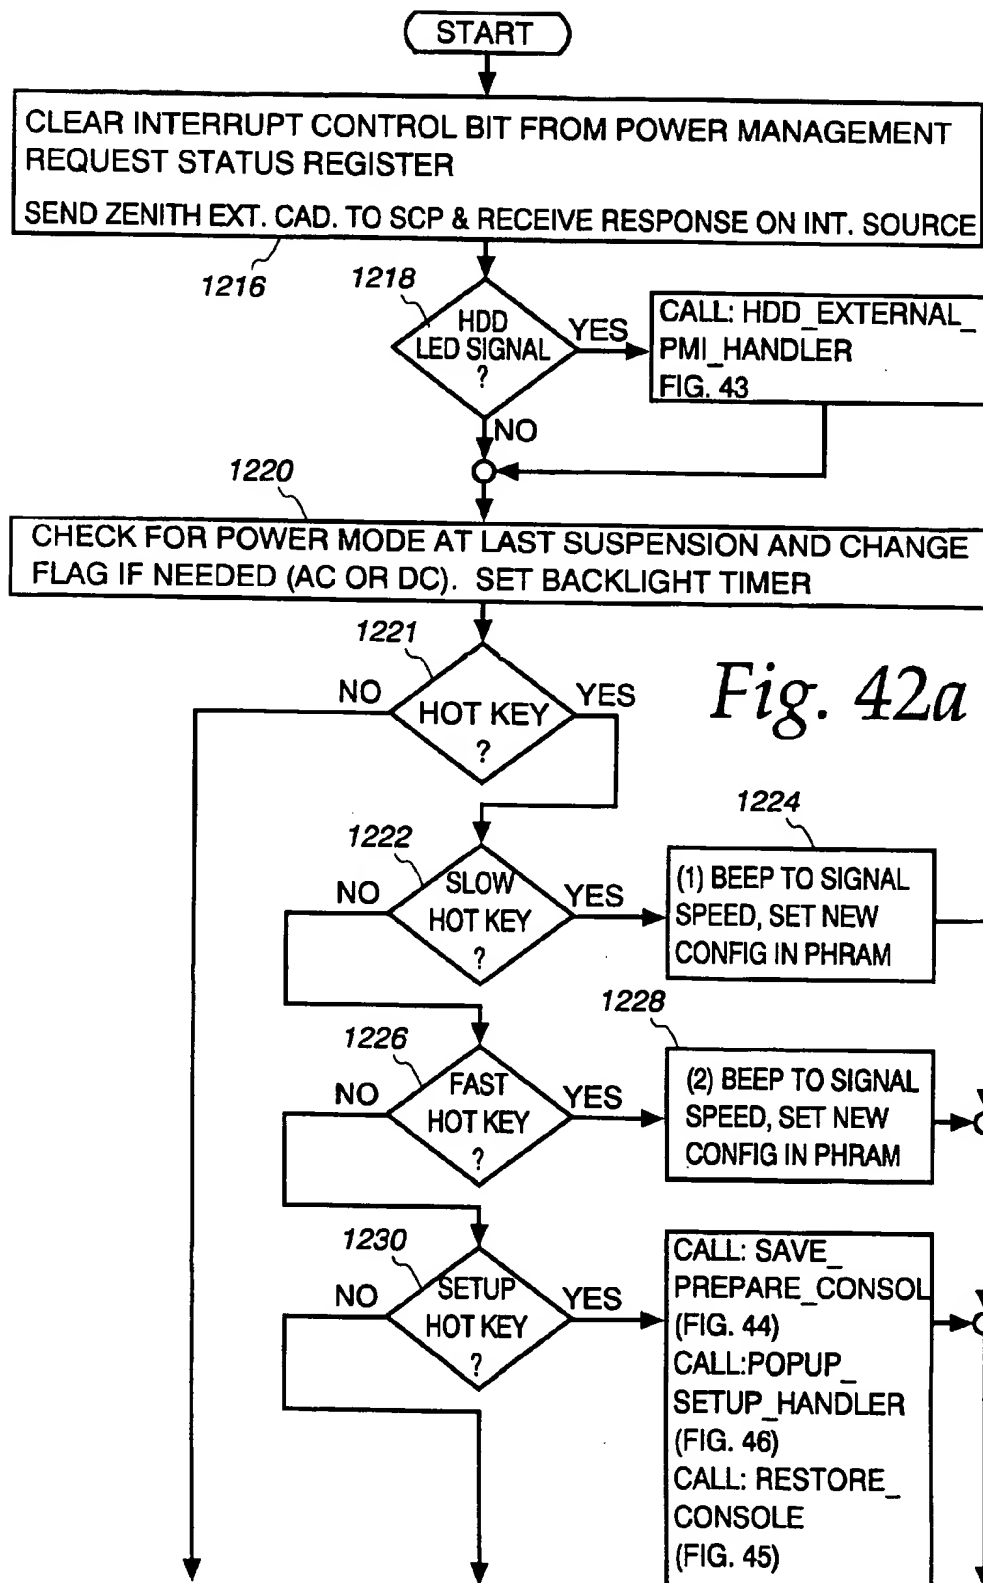 START
CLEAR INTERRUPT CONTROL BIT FROM POWER MANAGEMENT
REQUEST STATUS REGISTER
SEND ZENITH EXT. CAD. TO SCP & RECEIVE RESPONSE ON INT. SOURCE
1216
1218
HDD
LED SIGNAL
?
YES
NO
CALL: HDD_EXTERNAL_
PMI_HANDLER
FIG. 43
1220
CHECK FOR POWER MODE AT LAST SUSPENSION AND CHANGE
FLAG IF NEEDED (AC OR DC). SET BACKLIGHT TIMER
1221
NO
HOT KEY
?
YES
Fig. 42a
1222
NO
SLOW
HOT KEY
?
YES
1224
(1) BEEP TO SIGNAL
SPEED, SET NEW
CONFIG IN PHRAM
1226
NO
FAST
HOT KEY
?
YES
1228
(2) BEEP TO SIGNAL
SPEED, SET NEW
CONFIG IN PHRAM
1230
NO
SETUP
HOT KEY
?
YES
CALL: SAVE_
PREPARE_CONSOL
(FIG. 44)
CALL:POPUP_
SETUP_HANDLER
(FIG. 46)
CALL: RESTORE_
CONSOLE
(FIG. 45)